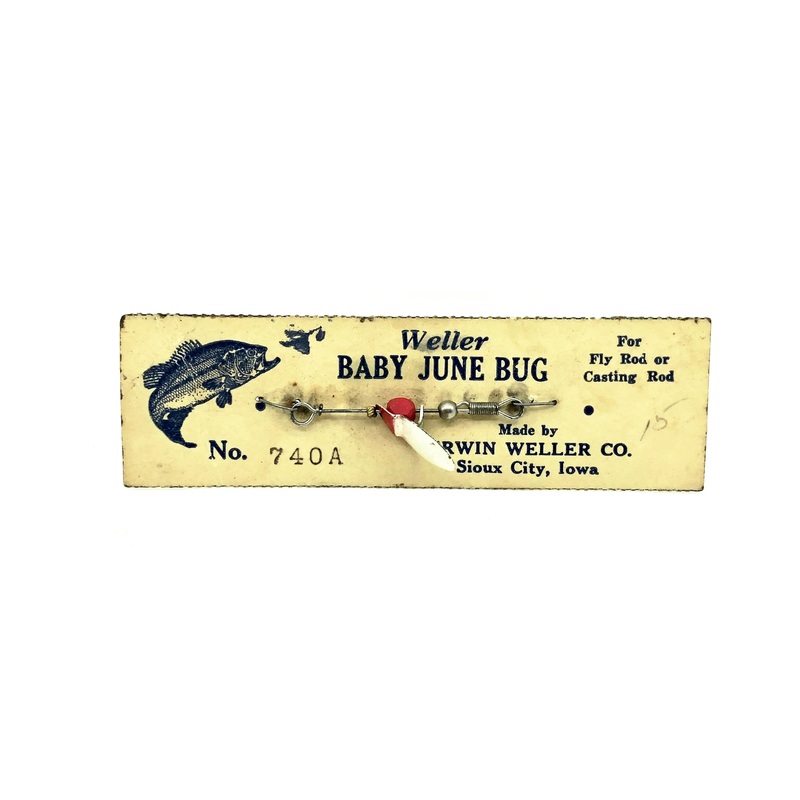 Weller
BABY JUNE BUG
For
Fly Rod or
Casting Rod
No. 740A
Made by
RWIN WELLER CO.
Sioux City, Iowa
15